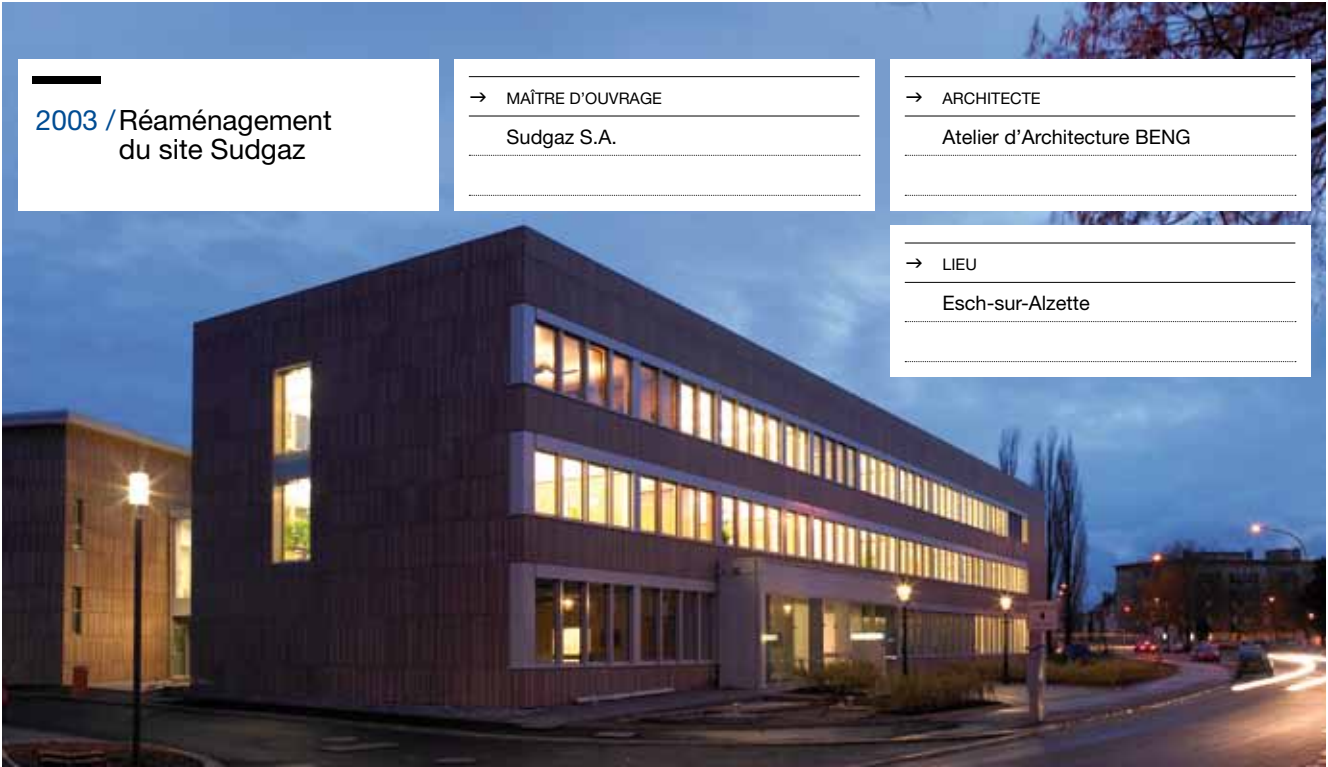 2003 / Réaménagement
du site Sudgaz
→ MAÎTRE D'OUVRAGE
Sudgaz S.A.
→ ARCHITECTE
Atelier d'Architecture BENG
→ LIEU
Esch-sur-Alzette